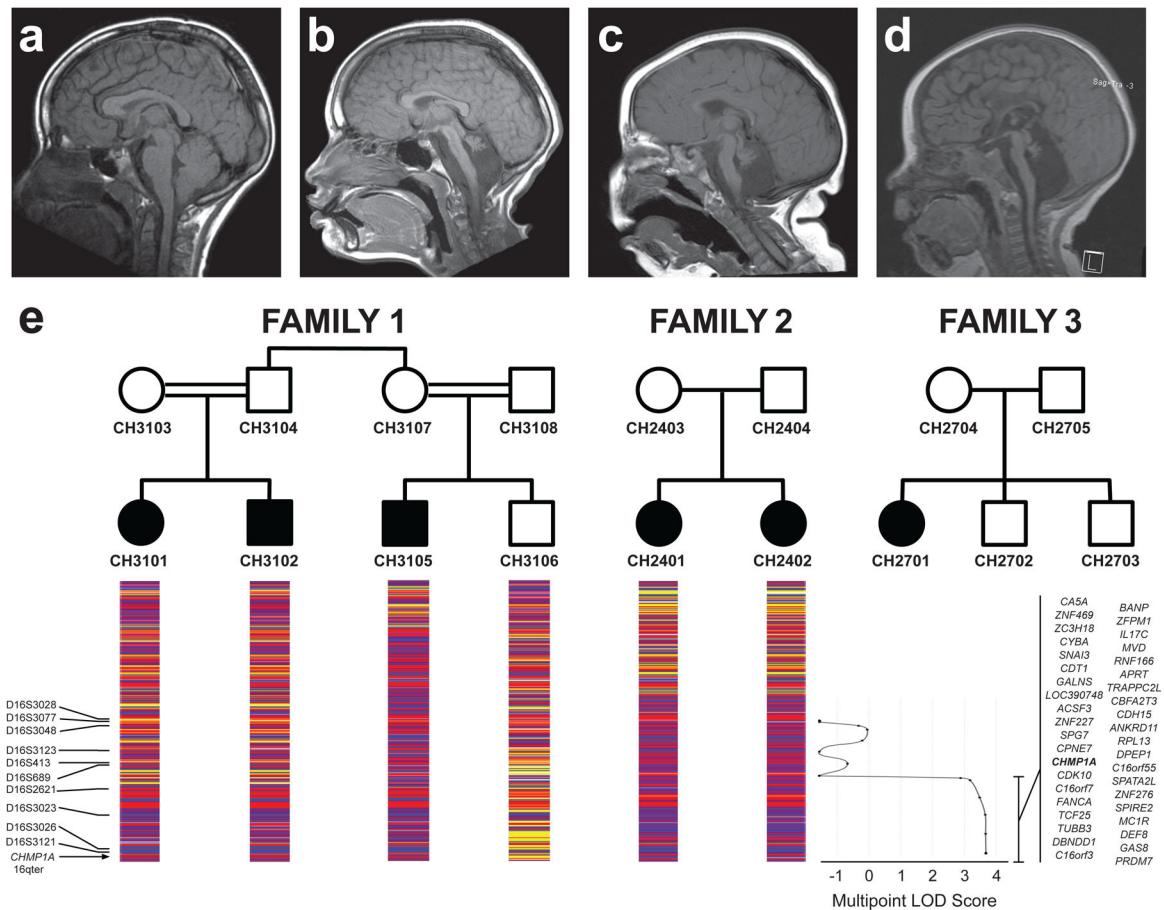 a
b
c
d
Sag>Tra -3
L
e
FAMILY 1
FAMILY 2
FAMILY 3
CH3103
CH3104
CH3107
CH3108
CH2403
CH2404
CH2704
CH2705
CH3101
CH3102
CH3105
CH3106
CH2401
CH2402
CH2701
CH2702
CH2703
D16S3028
D16S3077
D16S3048
D16S3123
D16S413
D16S689
D16S2621
D16S3023
D16S3026
D16S3121
CHMP1A
16qter
CA5A
ZNF469
ZC3H18
CYBA
SNAI3
CDT1
GALNS
LOC390748
ACSF3
ZNF227
SPG7
CPNE7
CHMP1A
CDK10
C16orf7
FANCA
TCF25
TUBB3
DBNDD1
C16orf3
BANP
ZFPM1
IL17C
MVD
RNF166
APRT
TRAPPC2L
CBFA2T3
CDH15
ANKRD11
RPL13
DPEP1
C16orf55
SPATA2L
ZNF276
SPIRE2
MC1R
DEF8
GAS8
PRDM7
-1 0 1 2 3 4
Multipoint LOD Score